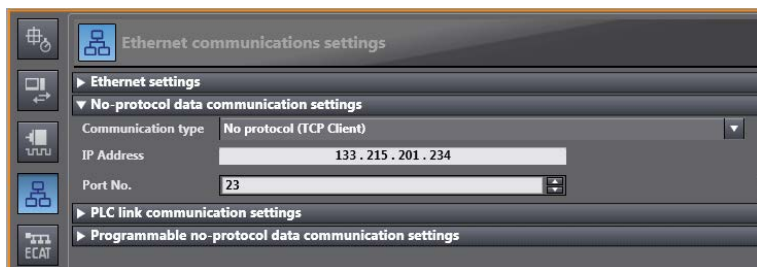 Ethernet communications settings
▶ Ethernet settings
▼ No-protocol data communication settings
Communication type No protocol (TCP Client)
IP Address 133 . 215 . 201 . 234
Port No. 23
▶ PLC link communication settings
▶ Programmable no-protocol data communication settings
ECAT